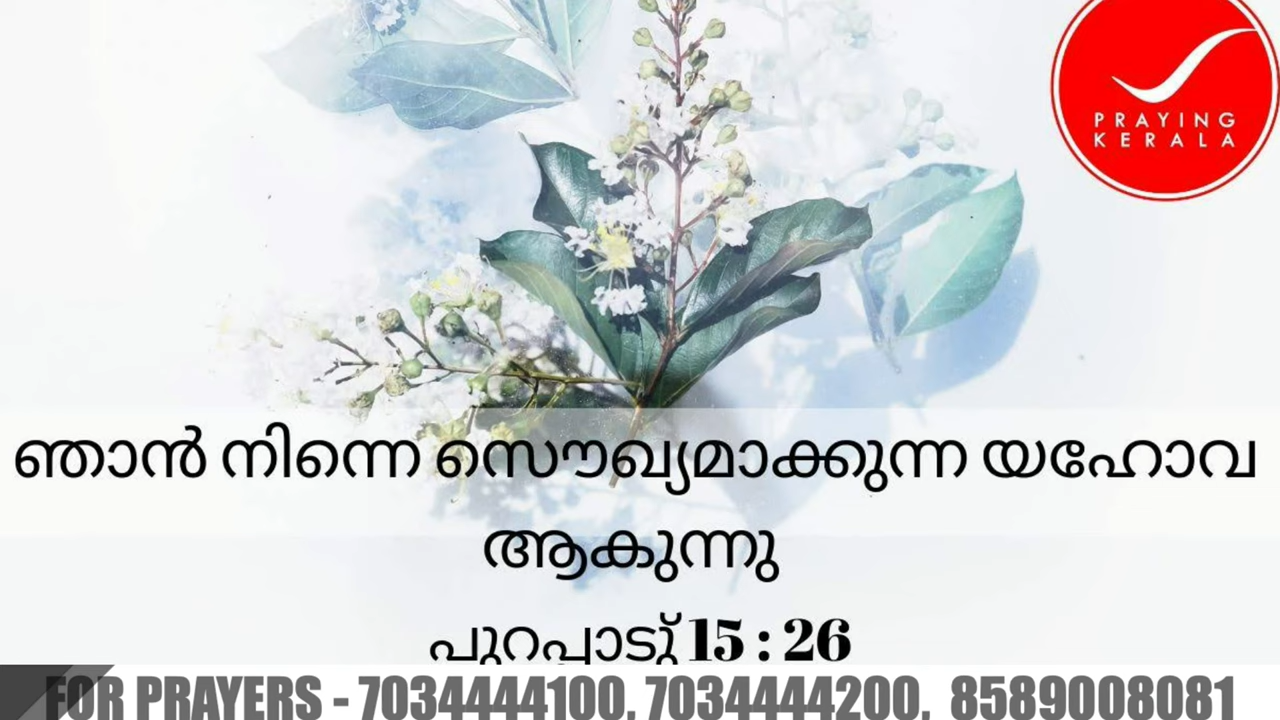 PRAYING
KERALA
ഞാൻ നിന്നെ സൌഖ്യമാക്കുന്ന യഹോവ
ആകുന്നു
പുറപ്പാടു് 15 : 26
FOR PRAYERS - 7034444100, 7034444200, 8589008081